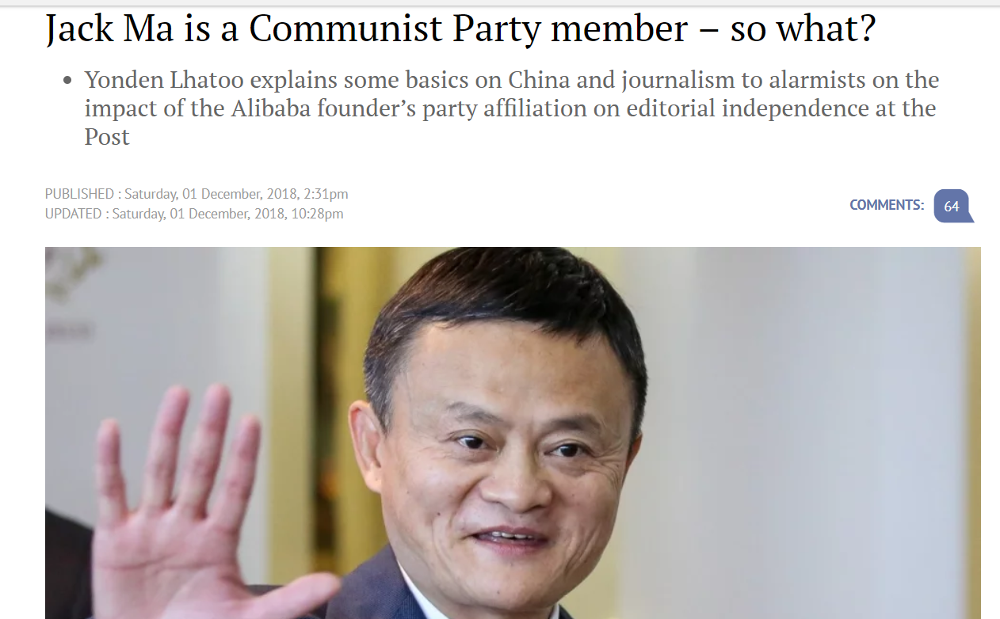 Jack Ma is a Communist Party member – so what?
Yonden Lhatoo explains some basics on China and journalism to alarmists on the
impact of the Alibaba founder’s party affiliation on editorial independence at the
Post
PUBLISHED : Saturday, 01 December, 2018, 2:31pm
UPDATED : Saturday, 01 December, 2018, 10:28pm
COMMENTS: 64